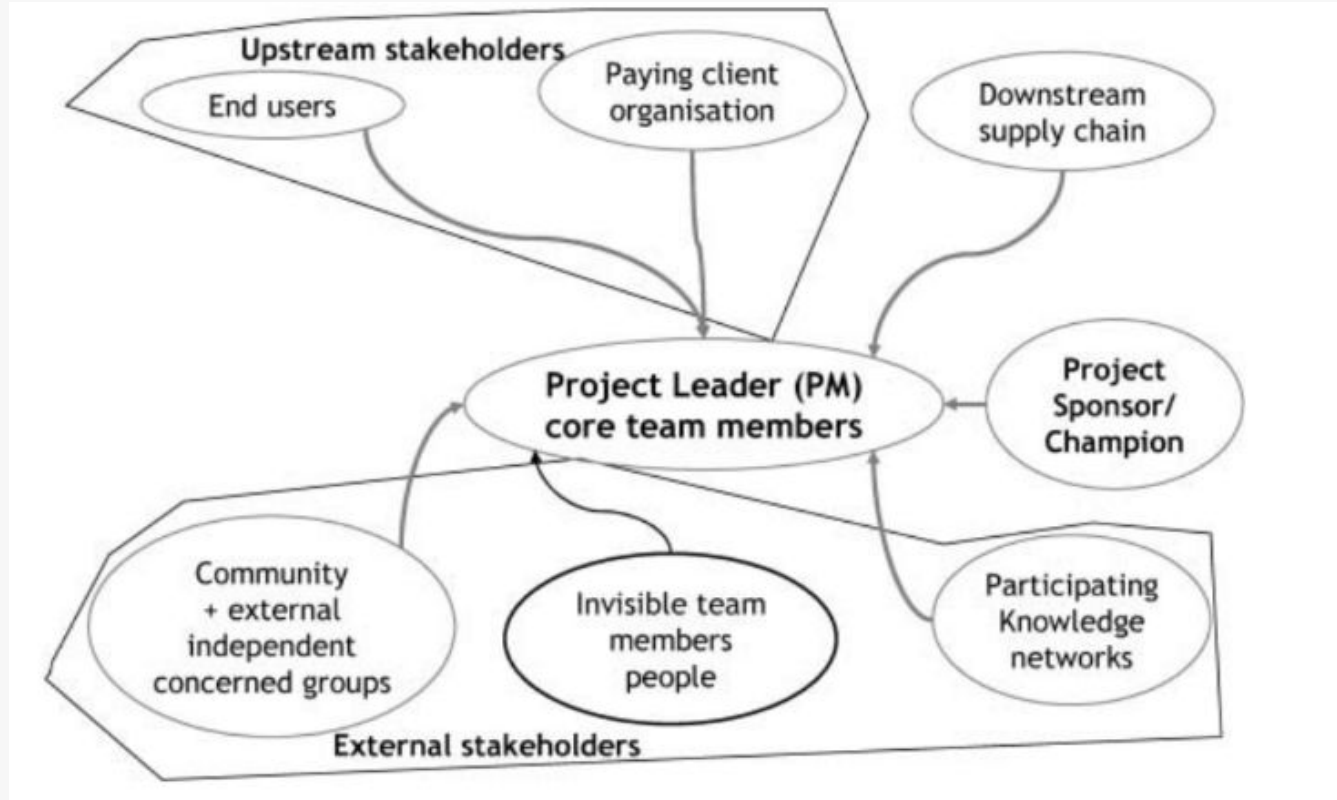 Upstream stakeholders
End users
Paying client
organisation
Downstream
supply chain
Project Leader (PM)
core team members
Project
Sponsor/
Champion
Community
+ external
independent
concerned groups
Invisible team
members
people
Participating
Knowledge
networks
External stakeholders